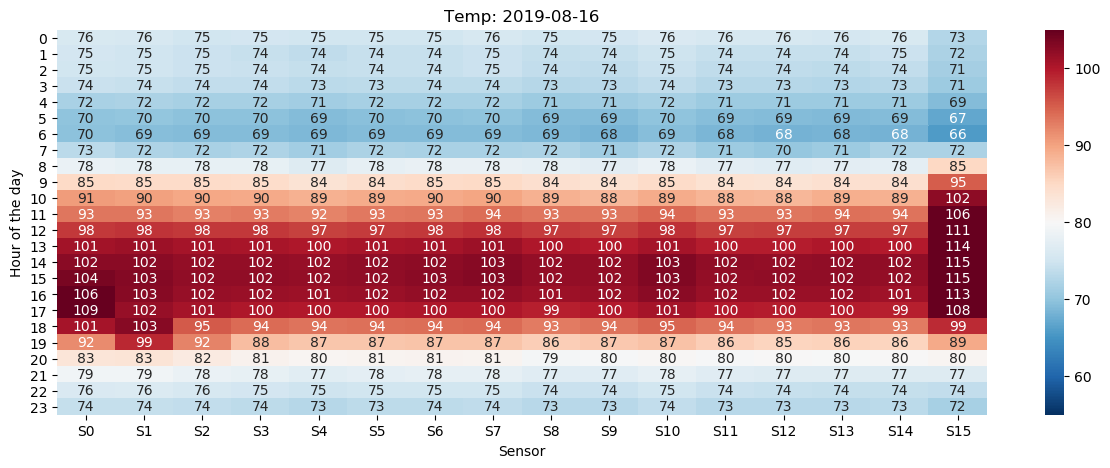 Temp: 2019-08-16
Hour of the day
0 76 76 75 75 75 75 75 76 75 75 76 76 76 76 76 73
1 75 75 75 74 74 75 74 75 74 74 75 74 74 74 75 72
2 75 75 75 74 74 74 74 75 74 74 75 74 74 74 74 71
3 74 74 74 74 73 73 74 74 73 73 74 73 73 73 73 71
4 72 72 72 72 71 72 72 72 71 71 72 71 71 71 71 69
5 70 70 70 70 69 70 70 70 69 69 70 69 69 69 69 67
6 70 69 69 69 69 69 69 69 69 68 69 68 68 68 68 66
7 73 72 72 72 71 72 72 72 72 71 72 71 70 71 72 72
8 78 78 78 78 77 78 78 78 78 77 78 77 77 77 78 85
9 85 85 85 85 84 84 85 85 84 84 85 84 84 84 84 95
10 91 90 90 90 89 89 90 90 89 88 89 88 88 89 89 102
11 93 93 93 93 92 93 93 94 93 93 94 93 93 94 94 106
12 98 98 98 98 97 97 98 98 97 97 98 97 97 97 97 111
13 101 101 101 101 100 101 101 101 100 100 101 100 100 100 100 114
14 102 102 102 102 102 102 102 103 102 102 103 102 102 102 102 115
15 104 103 102 102 102 102 103 103 102 102 103 102 102 102 102 115
16 106 103 102 102 101 102 102 102 101 102 102 102 102 102 101 113
17 109 102 101 100 100 100 100 100 99 100 101 100 100 100 99 108
18 101 103 95 94 94 94 94 94 93 94 95 94 93 93 93 99
19 92 99 92 88 87 87 87 87 86 87 87 86 85 86 86 89
20 83 83 82 81 80 81 81 81 79 80 80 80 80 80 80 80
21 79 79 78 78 77 78 78 78 77 77 78 77 77 77 77 77
22 76 76 76 75 75 75 75 75 74 74 75 74 74 74 74 74
23 74 74 74 74 73 73 74 74 73 73 74 73 73 73 73 72
S0 S1 S2 S3 S4 S5 S6 S7 S8 S9 S10 S11 S12 S13 S14 S15
Sensor
100
90
80
70
60